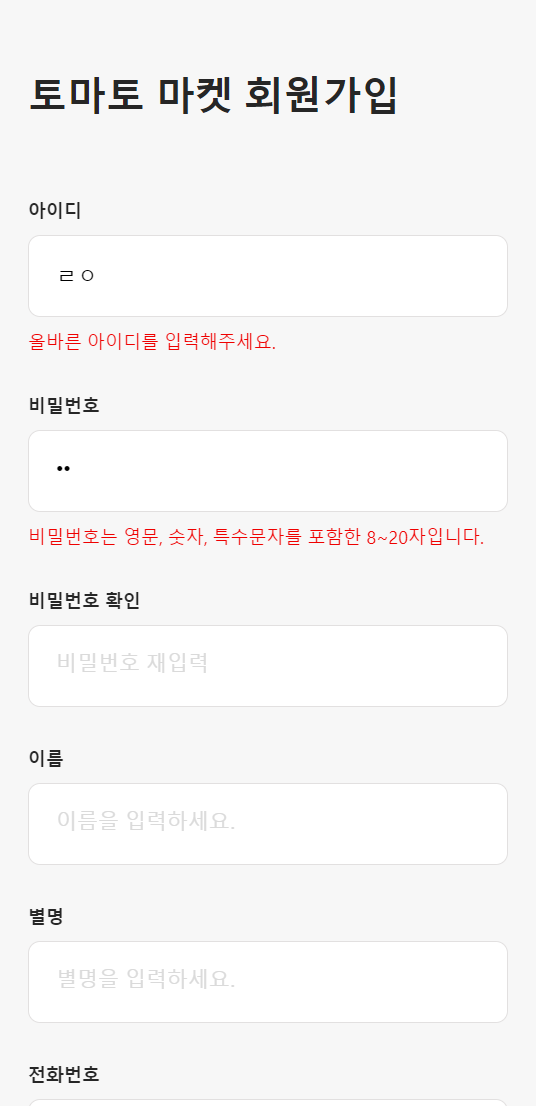 토마토 마켓 회원가입
아이디
ㄹㅇ
올바른 아이디를 입력해주세요.
비밀번호
••
비밀번호는 영문, 숫자, 특수문자를 포함한 8~20자입니다.
비밀번호 확인
비밀번호 재입력
이름
이름을 입력하세요.
별명
별명을 입력하세요.
전화번호